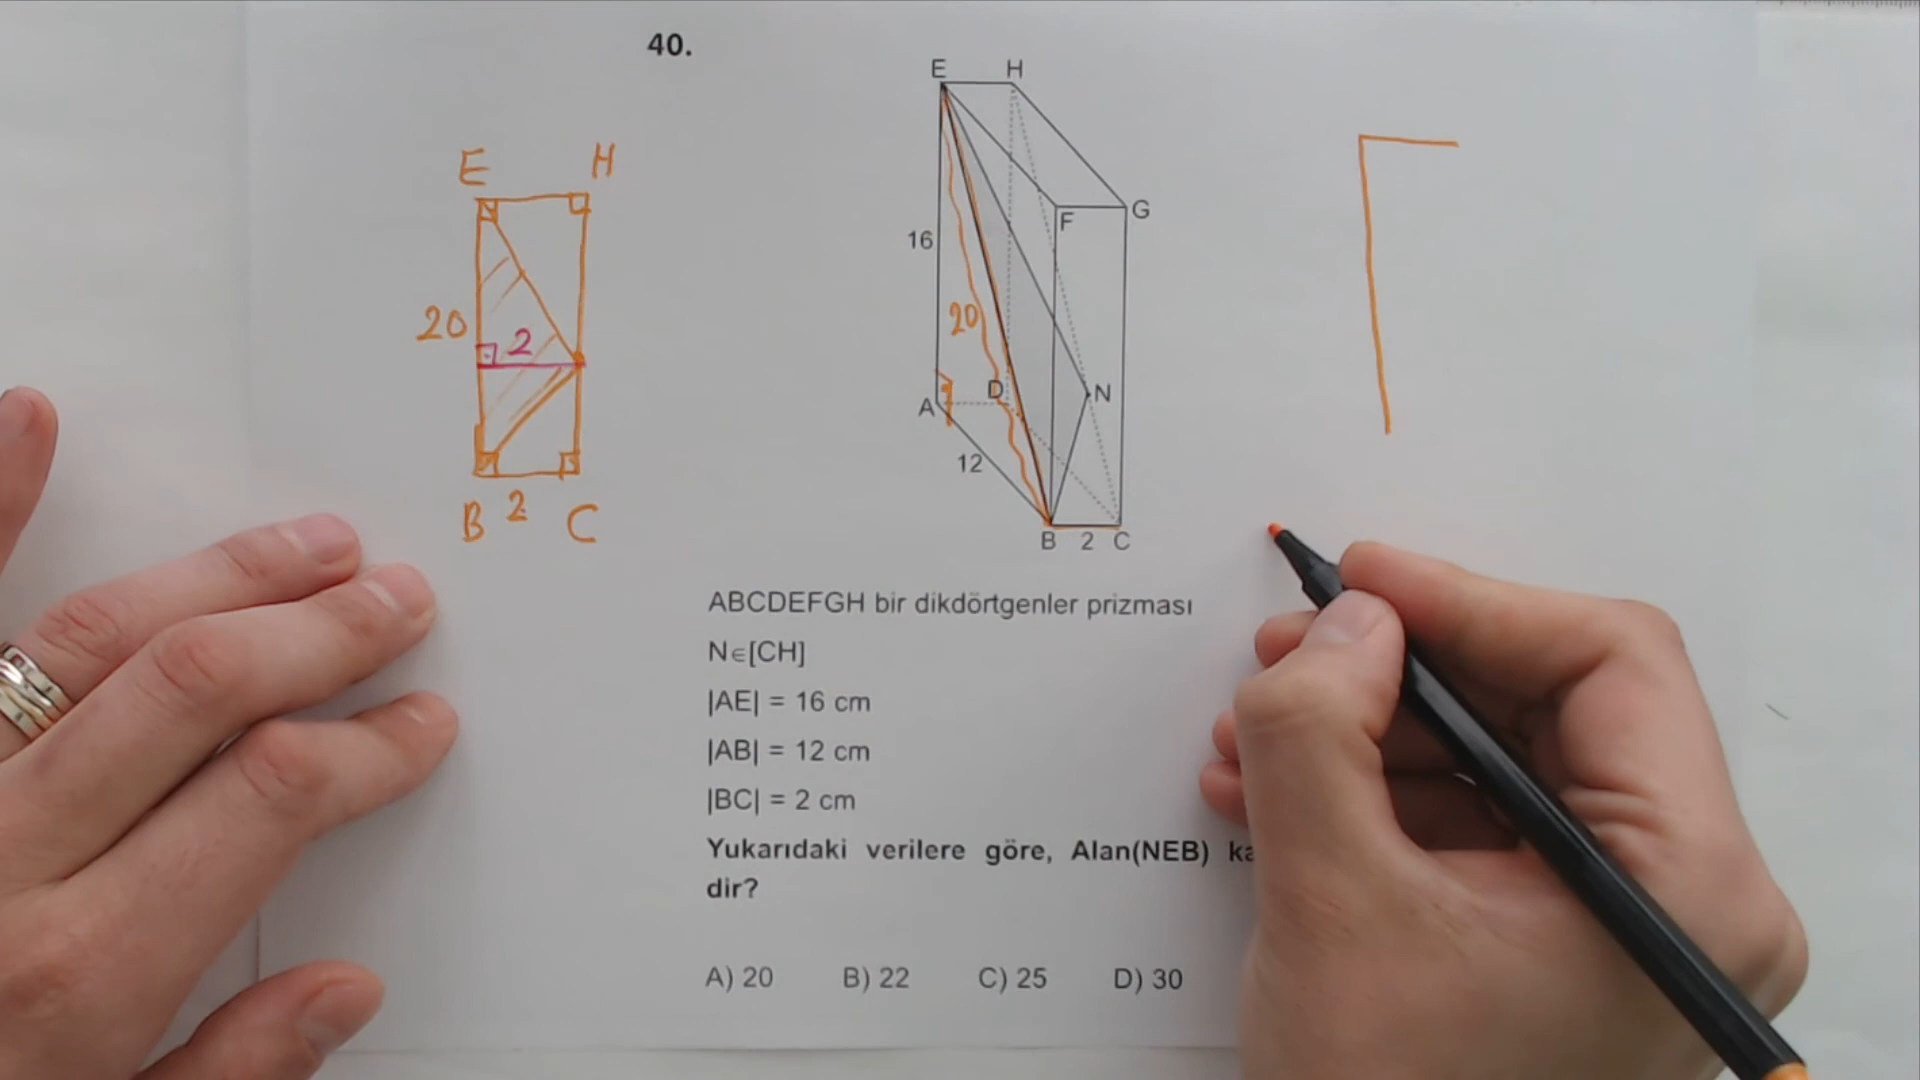 40.
E H
20
2
B 2 C
E H
F G
16
20
A D N
12
B 2 C
ABCDEFGH bir dikdörtgenler prizması
N∈[CH]
|AE| = 16 cm
|AB| = 12 cm
|BC| = 2 cm
Yukarıdaki verilere göre, Alan(NEB)
dir?
A) 20 B) 22 C) 25 D) 30